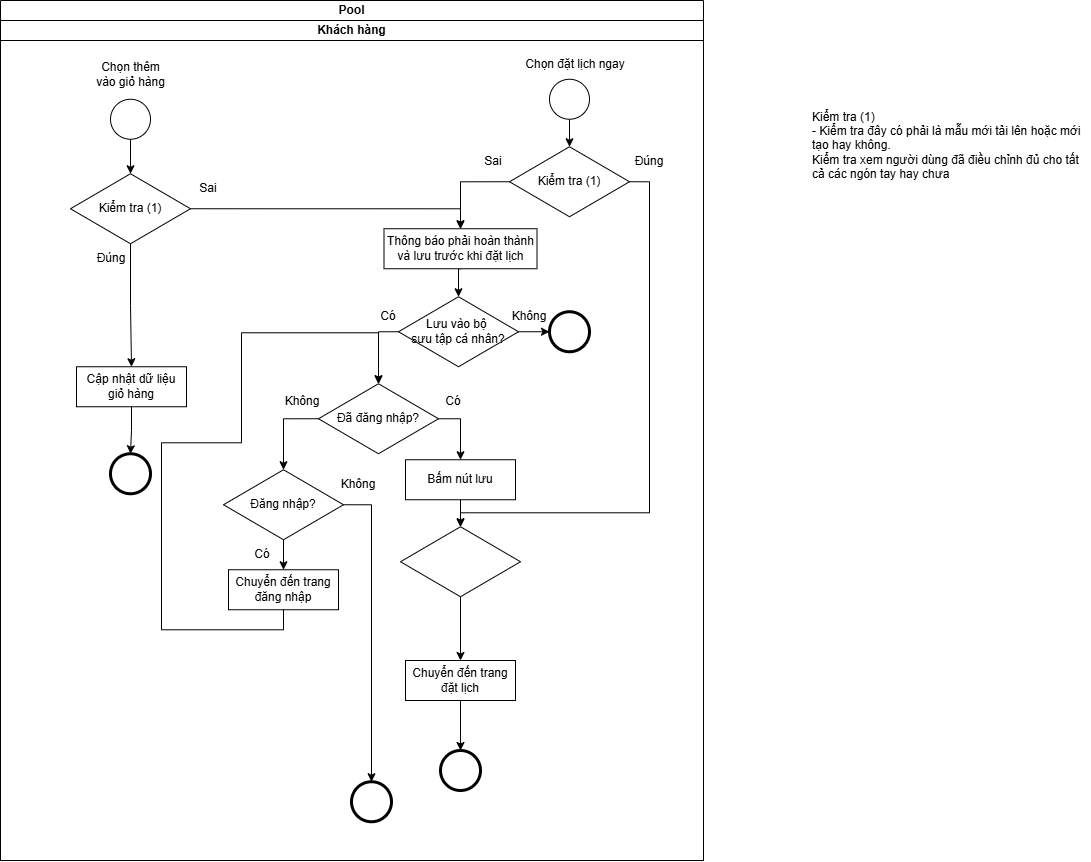 Pool
Khách hàng
Chọn thêm
vào giỏ hàng
Chọn đặt lịch ngay
Kiểm tra (1)
- Kiểm tra đây có phải là mẫu mới tải lên hoặc mới
tạo hay không.
Kiểm tra xem người dùng đã điều chỉnh đủ cho tất
cả các ngón tay hay chưa
Sai
Đúng
Kiểm tra (1)
Sai
Kiểm tra (1)
Đúng
Thông báo phải hoàn thành
và lưu trước khi đặt lịch
Có
Không
Lưu vào bộ
sưu tập cá nhân?
Cập nhật dữ liệu
giỏ hàng
Không
Có
Đã đăng nhập?
Bấm nút lưu
Không
Đăng nhập?
Có
Chuyển đến trang
đăng nhập
Chuyển đến trang
đặt lịch